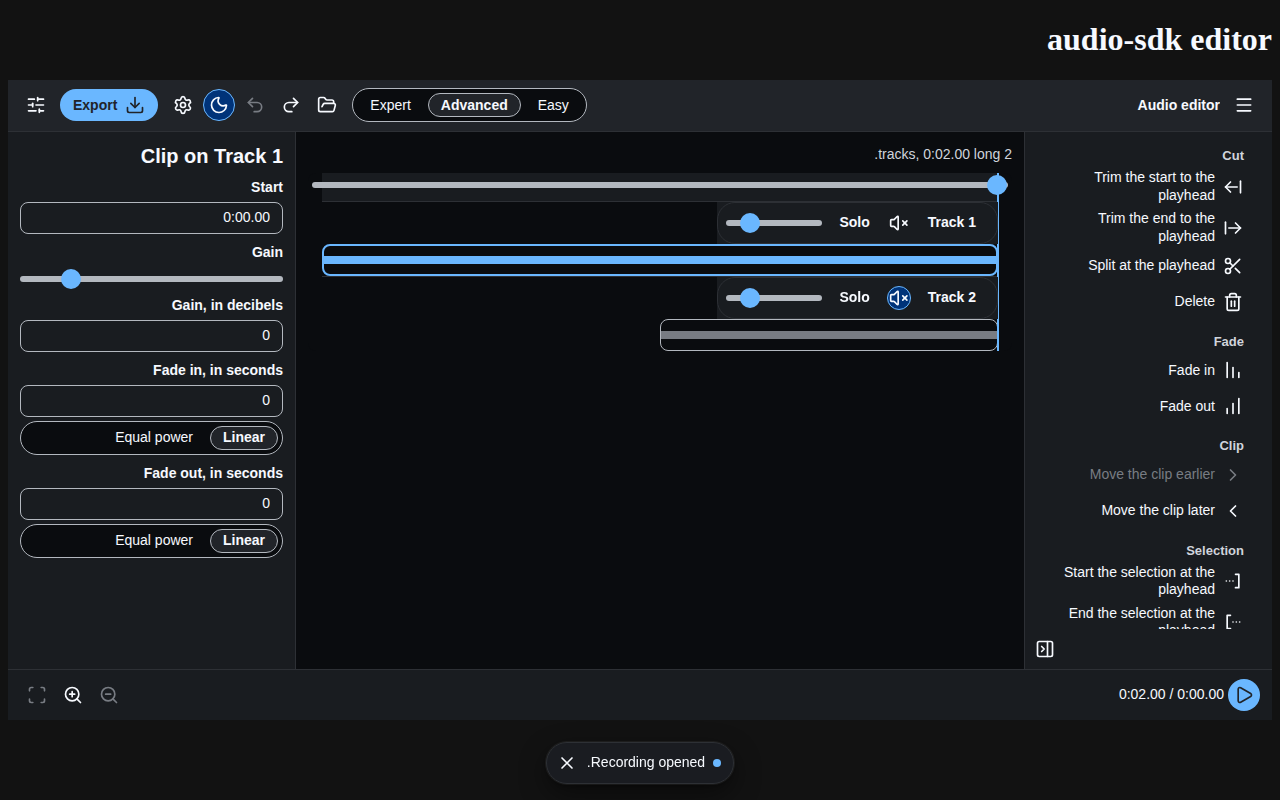 audio-sdk editor
Export
Expert
Advanced
Easy
Audio editor
Clip on Track 1
Start
0:00.00
Gain
Gain, in decibels
0
Fade in, in seconds
0
Equal power
Linear
Fade out, in seconds
0
Equal power
Linear
.tracks, 0:02.00 long 2
Solo
Track 1
Solo
Track 2
Cut
Trim the start to the
playhead
Trim the end to the
playhead
Split at the playhead
Delete
Fade
Fade in
Fade out
Clip
Move the clip earlier
Move the clip later
Selection
Start the selection at the
playhead
End the selection at the
playhead
0:02.00 / 0:00.00
.Recording opened